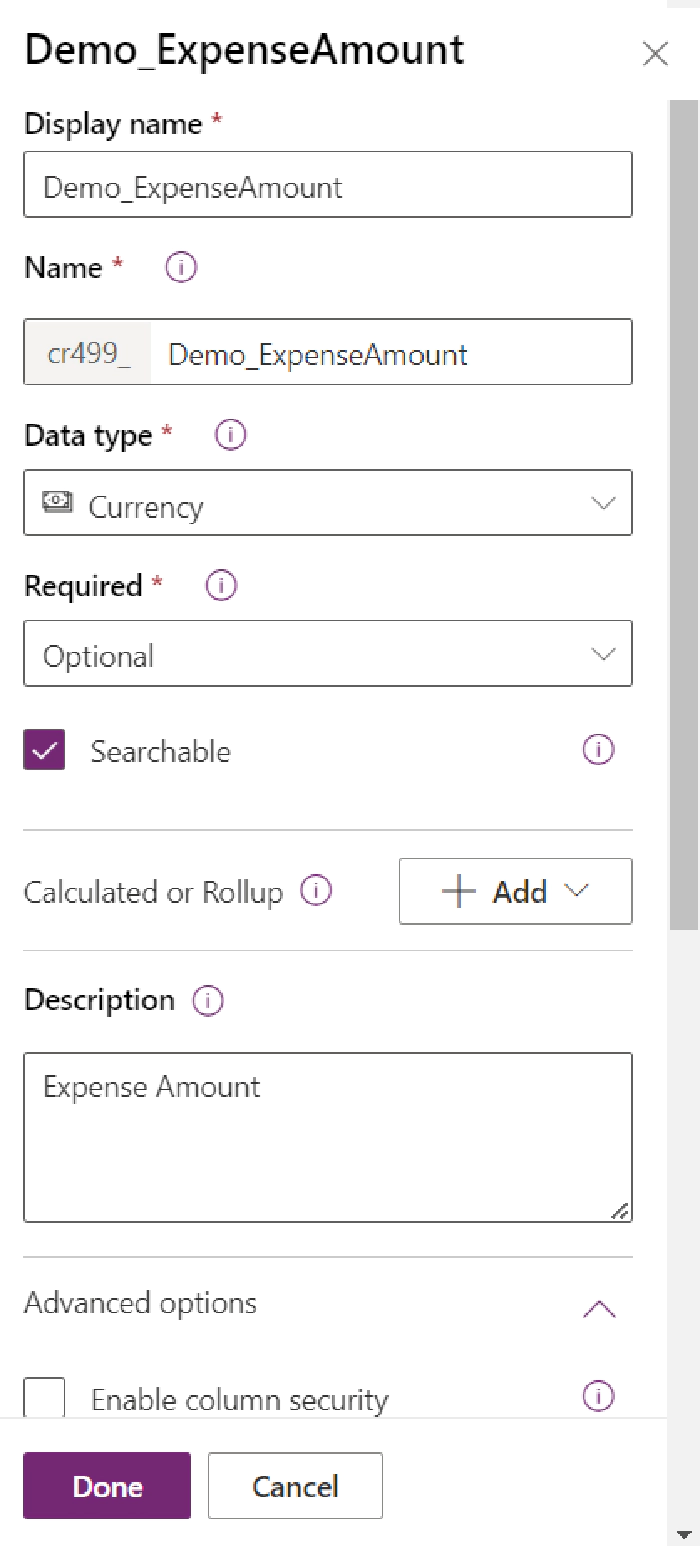 Demo_ExpenseAmount
Display name *
Demo_ExpenseAmount
Name *
cr499_ Demo_ExpenseAmount
Data type *
Currency
Required *
Optional
Searchable
Calculated or Rollup + Add
Description
Expense Amount
Advanced options
Enable column security
Done Cancel